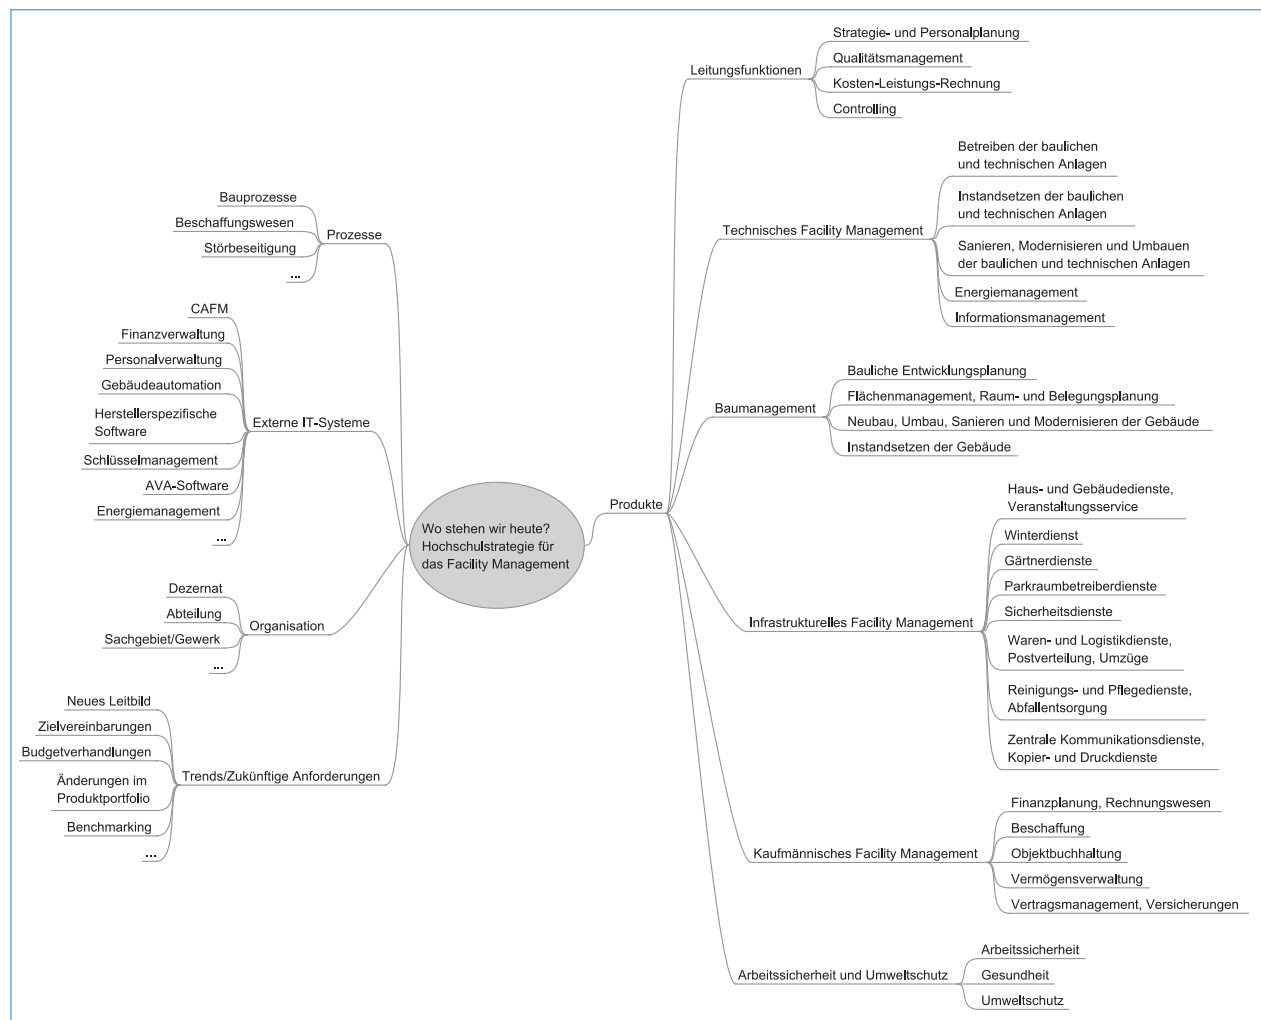 Wo stehen wir heute?
Hochschulstrategie für
das Facility Management
Prozesse
Bauprozesse
Beschaffungswesen
Störbeseitigung
...
Externe IT-Systeme
CAFM
Finanzverwaltung
Personalverwaltung
Gebäudeautomation
Herstellerspezifische
Software
Schlüsselmanagement
AVA-Software
Energiemanagement
...
Organisation
Dezernat
Abteilung
Sachgebiet/Gewerk
...
Trends/Zukünftige Anforderungen
Neues Leitbild
Zielvereinbarungen
Budgetverhandlungen
Änderungen im
Produktportfolio
Benchmarking
...
Produkte
Leitungsfunktionen
Strategie- und Personalplanung
Qualitätsmanagement
Kosten-Leistungs-Rechnung
Controlling
Technisches Facility Management
Betreiben der baulichen
und technischen Anlagen
Instandsetzen der baulichen
und technischen Anlagen
Sanieren, Modernisieren und Umbauen
der baulichen und technischen Anlagen
Energiemanagement
Informationsmanagement
Baumanagement
Bauliche Entwicklungsplanung
Flächenmanagement, Raum- und Belegungsplanung
Neubau, Umbau, Sanieren und Modernisieren der Gebäude
Instandsetzen der Gebäude
Infrastrukturelles Facility Management
Haus- und Gebäudedienste,
Veranstaltungsservice
Winterdienst
Gärtnerdienste
Parkraumbetreiberdienste
Sicherheitsdienste
Waren- und Logistikdienste,
Postverteilung, Umzüge
Reinigungs- und Pflegedienste,
Abfallentsorgung
Zentrale Kommunikationsdienste,
Kopier- und Druckdienste
Kaufmännisches Facility Management
Finanzplanung, Rechnungswesen
Beschaffung
Objektbuchhaltung
Vermögensverwaltung
Vertragsmanagement, Versicherungen
Arbeitssicherheit und Umweltschutz
Arbeitssicherheit
Gesundheit
Umweltschutz